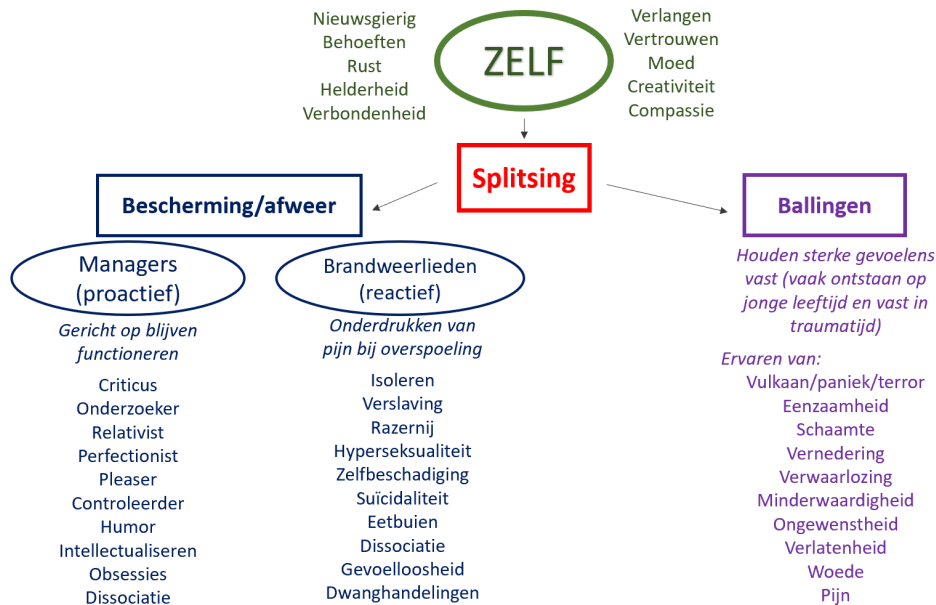 Nieuwsgierig
Behoeften
Rust
Helderheid
Verbondenheid
ZELF
Verlangen
Vertrouwen
Moed
Creativiteit
Compassie
Splitsing
Bescherming/afweer
Managers
(proactief)
Gericht op blijven
functioneren
Criticus
Onderzoeker
Relativist
Perfectionist
Pleaser
Controleerder
Humor
Intellectualiseren
Obsessies
Dissociatie
Brandweerlieden
(reactief)
Onderdrukken van
pijn bij overspoeling
Isoleren
Verslaving
Razernij
Hyperseksualiteit
Zelfbeschadiging
Suïcidaliteit
Eetbuien
Dissociatie
Gevoelloosheid
Dwanghandelingen
Ballingen
Houden sterke gevoelens
vast (vaak ontstaan op
jonge leeftijd en vast in
traumatijd)
Ervaren van:
Vulkaan/paniek/terror
Eenzaamheid
Schaamte
Vernedering
Verwaarlozing
Minderwaardigheid
Ongewenstheid
Verlatenheid
Woede
Pijn